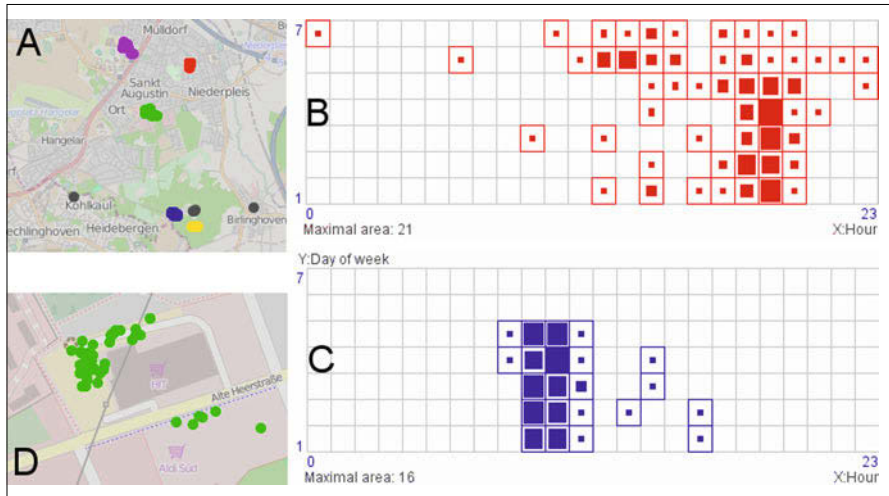 A
Mülldorf
Sankt
Augustin
Niederpleis
Ort
Hangelar
Kohlkaul
Birlinghoven
echlinghoven
Heidebergen
B
7
1
0
23
Maximal area: 21
X:Hour
Y:Day of week
7
C
1
0
23
Maximal area: 16
X:Hour
D
HIT
Alte Heerstraße
Aldi Süd